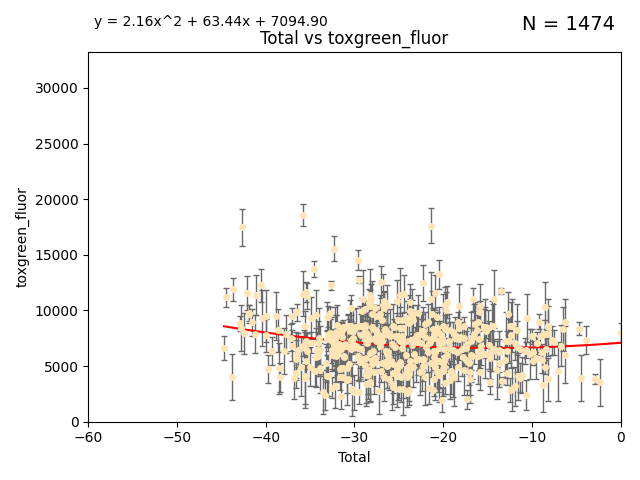 y = 2.16x^2 + 63.44x + 7094.90
N = 1474
Total vs toxgreen_fluor
30000
25000
20000
15000
10000
5000
0
toxgreen_fluor
−60 −50 −40 −30 −20 −10 0
Total